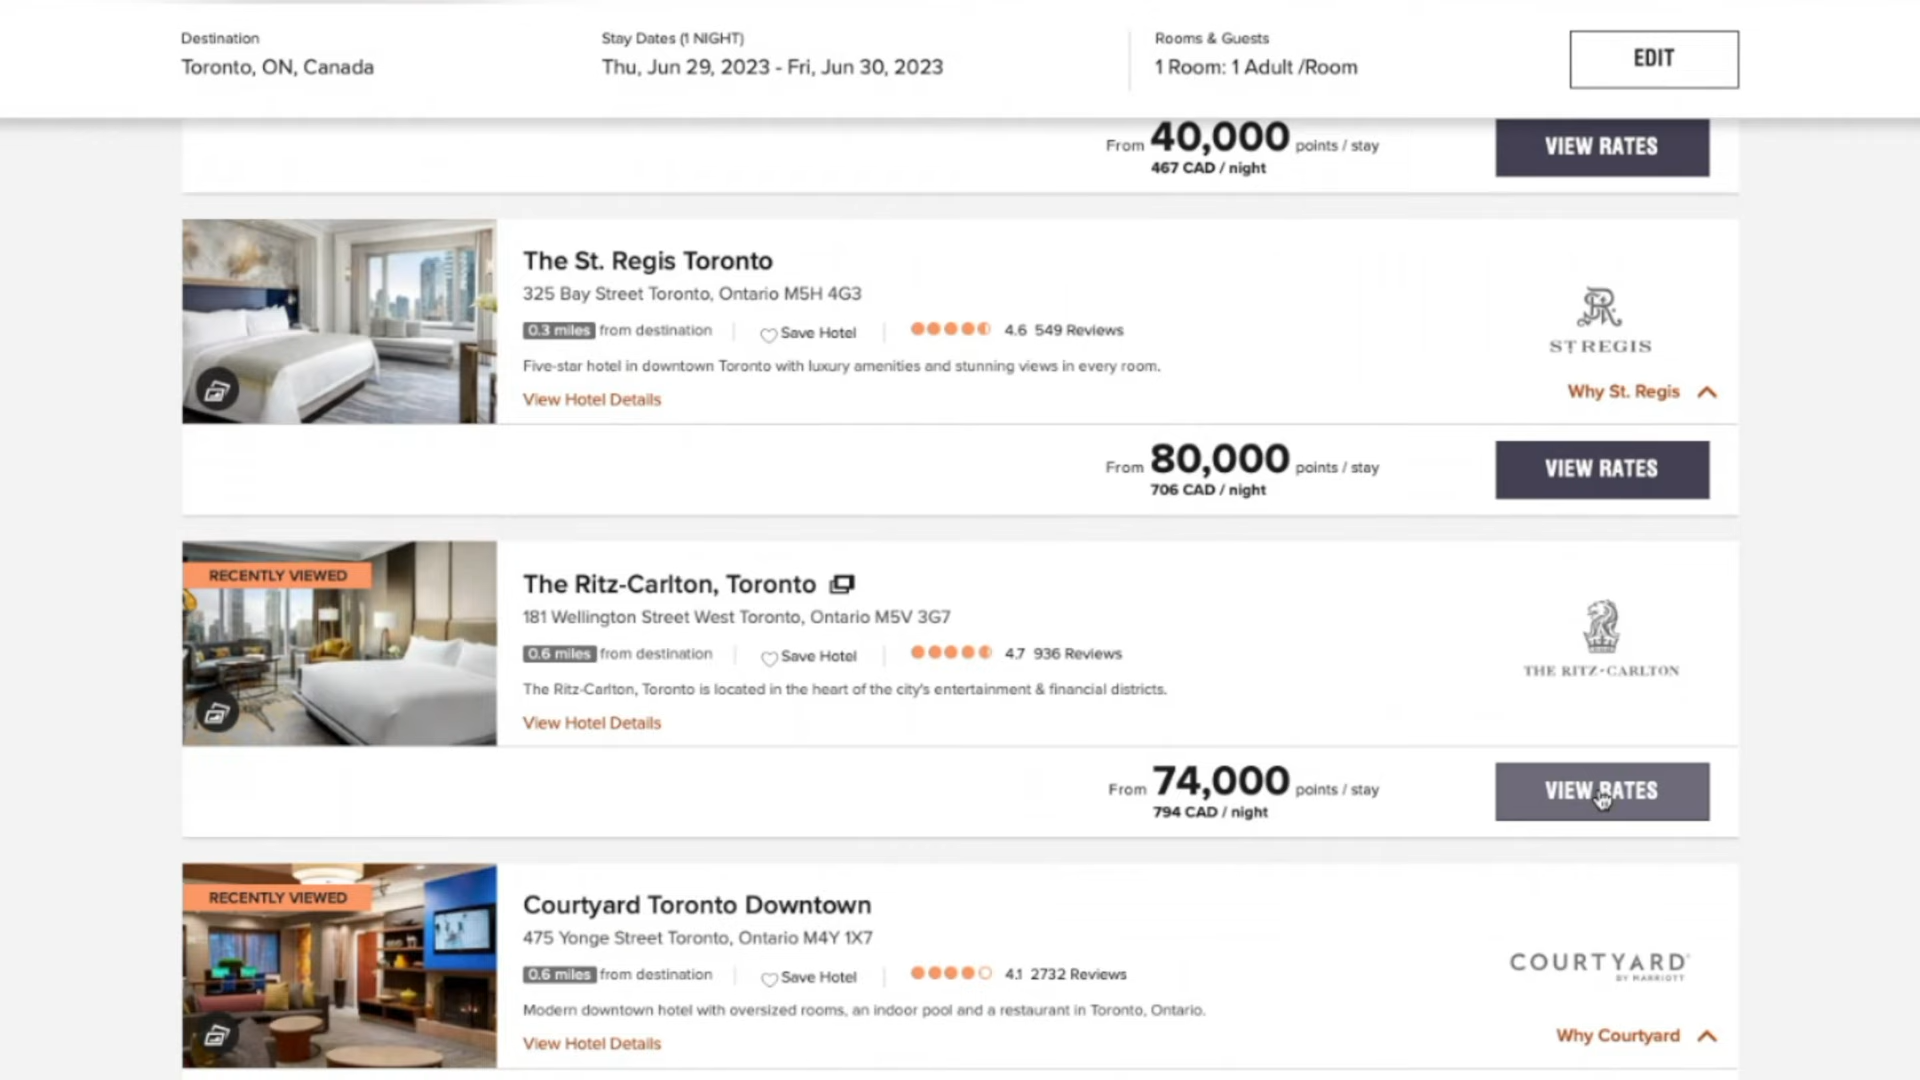 Destination
Toronto, ON, Canada
Stay Dates (1 NIGHT)
Thu, Jun 29, 2023 - Fri, Jun 30, 2023
Rooms & Guests
1 Room: 1 Adult /Room
EDIT
From 40,000 points / stay
467 CAD / night
VIEW RATES
The St. Regis Toronto
325 Bay Street Toronto, Ontario M5H 4G3
0.3 miles from destination
Save Hotel
4.6 549 Reviews
Five-star hotel in downtown Toronto with luxury amenities and stunning views in every room.
View Hotel Details
ST REGIS
Why St. Regis
From 80,000 points / stay
706 CAD / night
VIEW RATES
RECENTLY VIEWED
The Ritz-Carlton, Toronto
181 Wellington Street West Toronto, Ontario M5V 3G7
0.6 miles from destination
Save Hotel
4.7 936 Reviews
The Ritz-Carlton, Toronto is located in the heart of the city's entertainment & financial districts.
View Hotel Details
THE RITZ-CARLTON
From 74,000 points / stay
794 CAD / night
VIEW RATES
RECENTLY VIEWED
Courtyard Toronto Downtown
475 Yonge Street Toronto, Ontario M4Y 1X7
0.6 miles from destination
Save Hotel
4.1 2732 Reviews
Modern downtown hotel with oversized rooms, an indoor pool and a restaurant in Toronto, Ontario.
View Hotel Details
COURTYARD
BY MARRIOTT
Why Courtyard